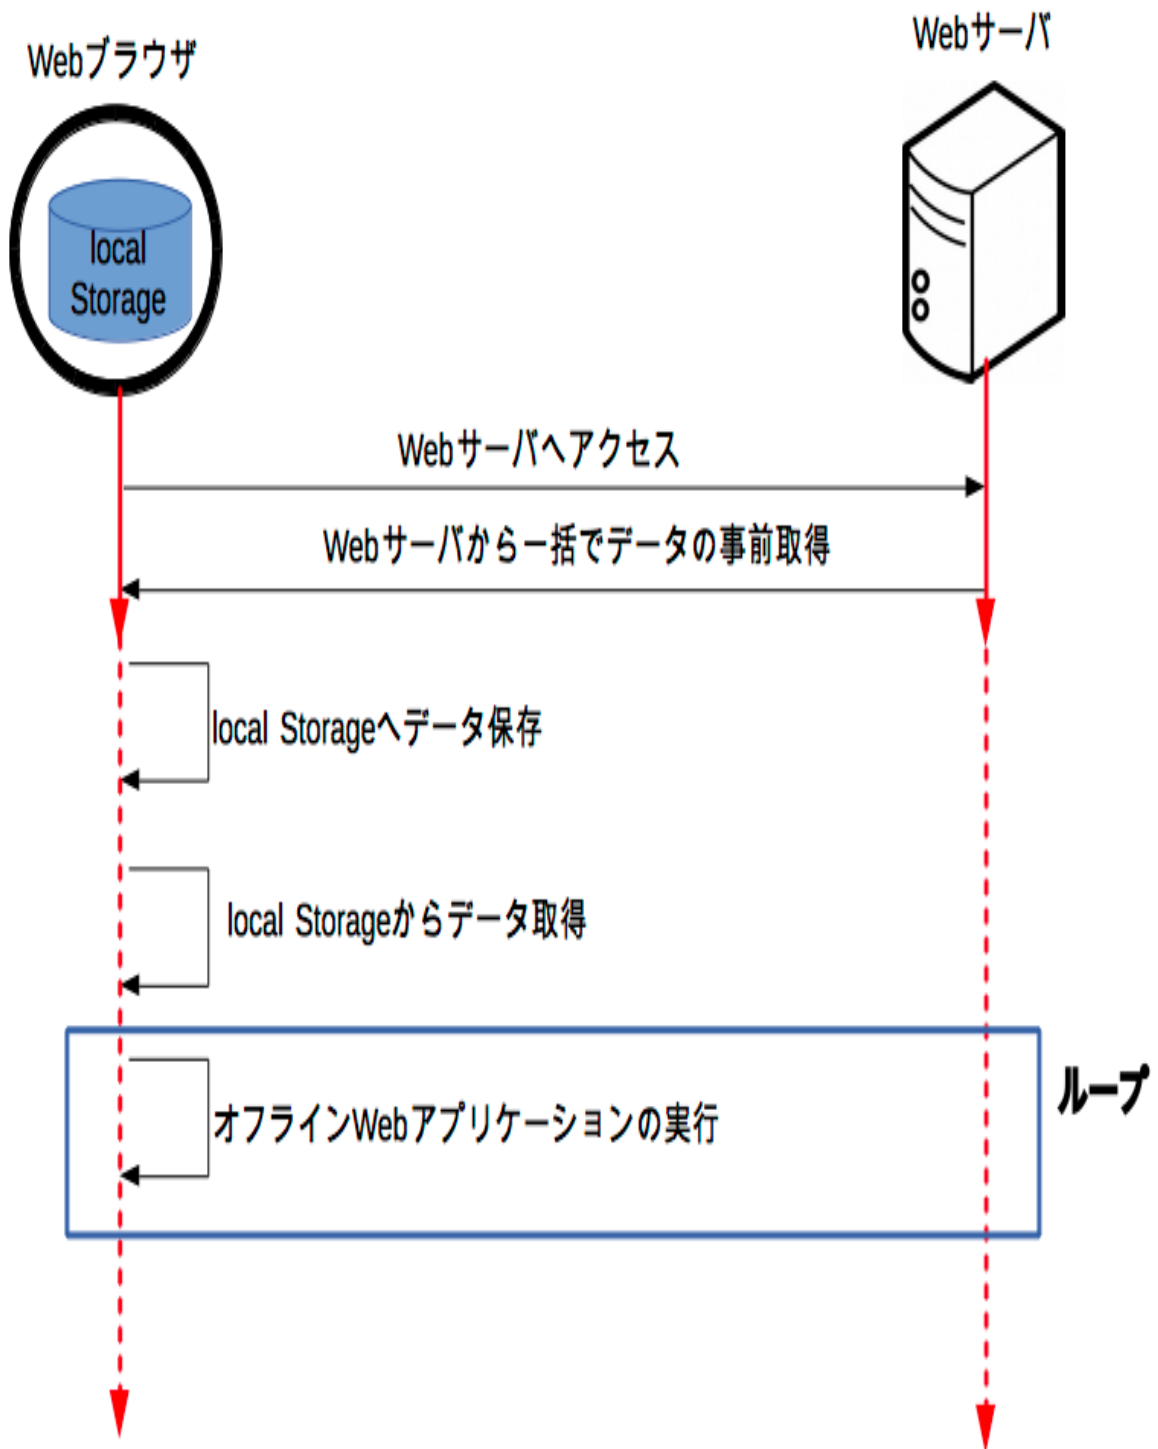 Webブラウザ
Webサーバ
local
Storage
Webサーバへアクセス
Webサーバから一括でデータの事前取得
local Storageへデータ保存
local Storageからデータ取得
ループ
オフラインWebアプリケーションの実行